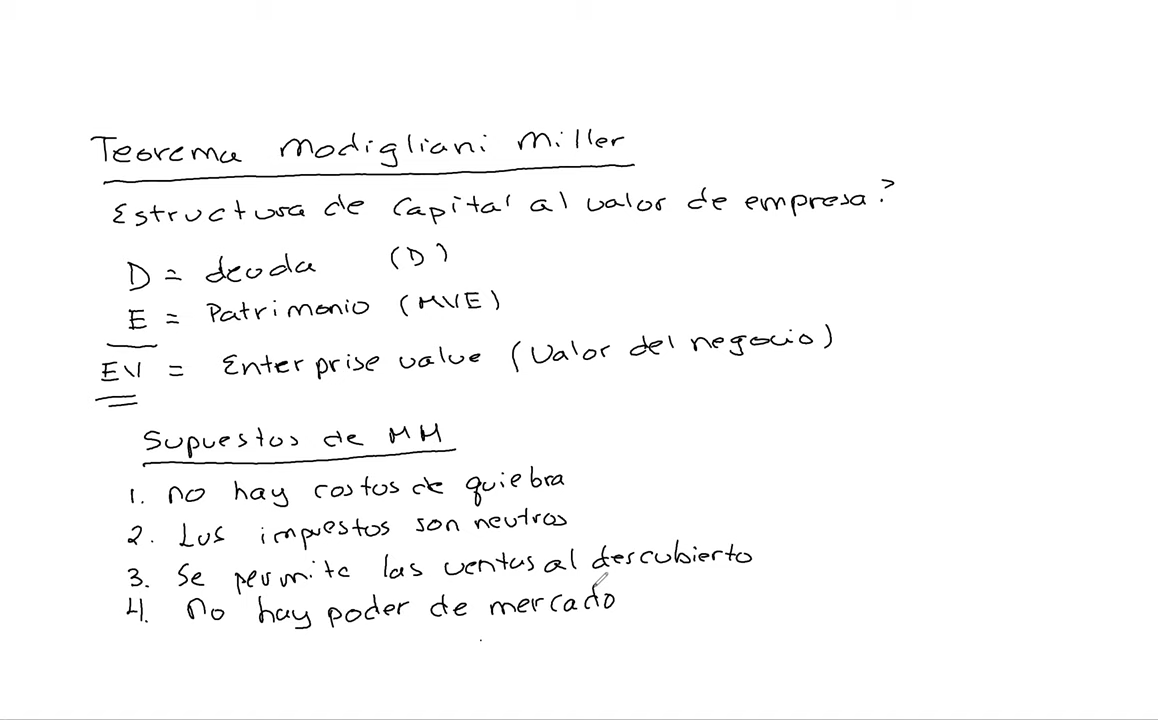 Teorema Modigliani Miller
Estructura de Capital al valor de empresa?
D = deuda (D)
E = Patrimonio (MVE)
EV = Enterprise value (Valor del negocio)
Supuestos de MM
1. no hay costos de quiebra
2. Los impuestos son neutros
3. Se permite las ventas al descubierto
4. no hay poder de mercado